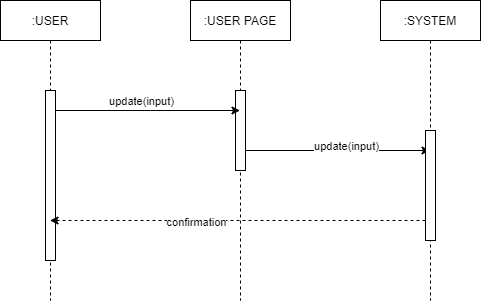 :USER
:USER PAGE
:SYSTEM
update(input)
update(input)
confirmation